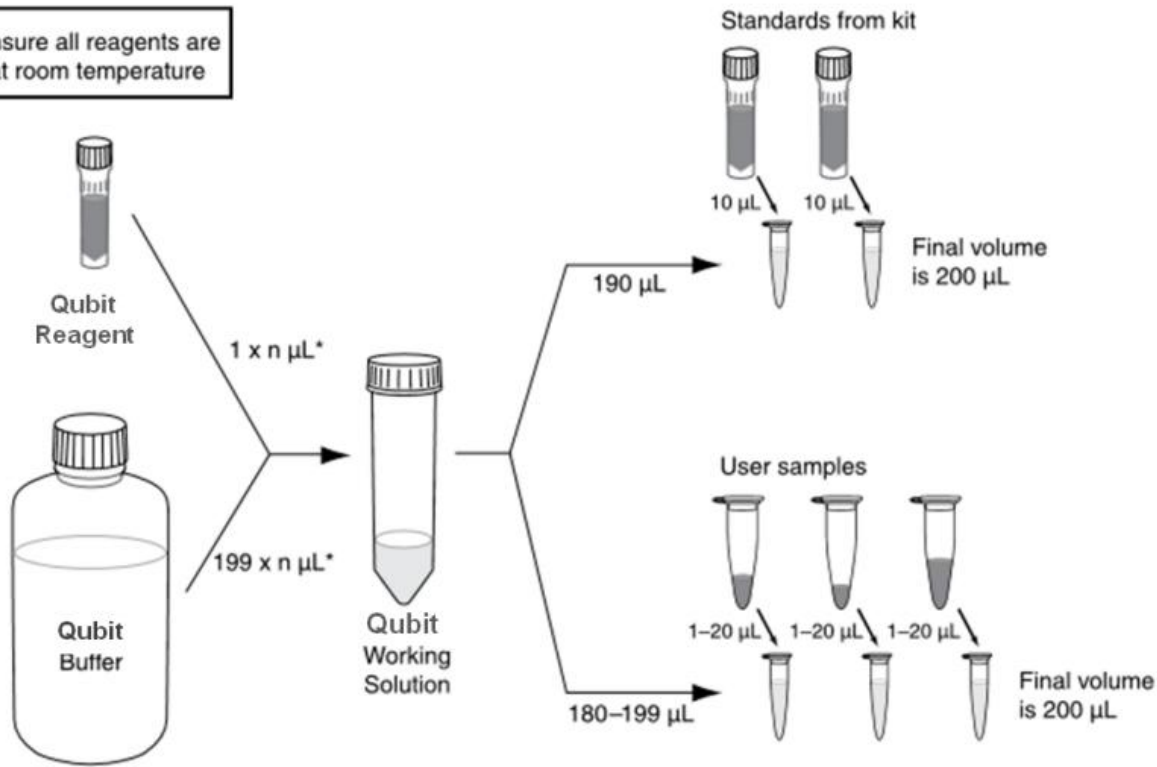 nsure all reagents are
t room temperature
Qubit
Reagent
1 x n µL*
199 x n µL*
Qubit
Buffer
Qubit
Working
Solution
190 µL
180–199 µL
Standards from kit
10 µL 10 µL
Final volume
is 200 µL
User samples
1–20 µL 1–20 µL 1–20 µL
Final volume
is 200 µL